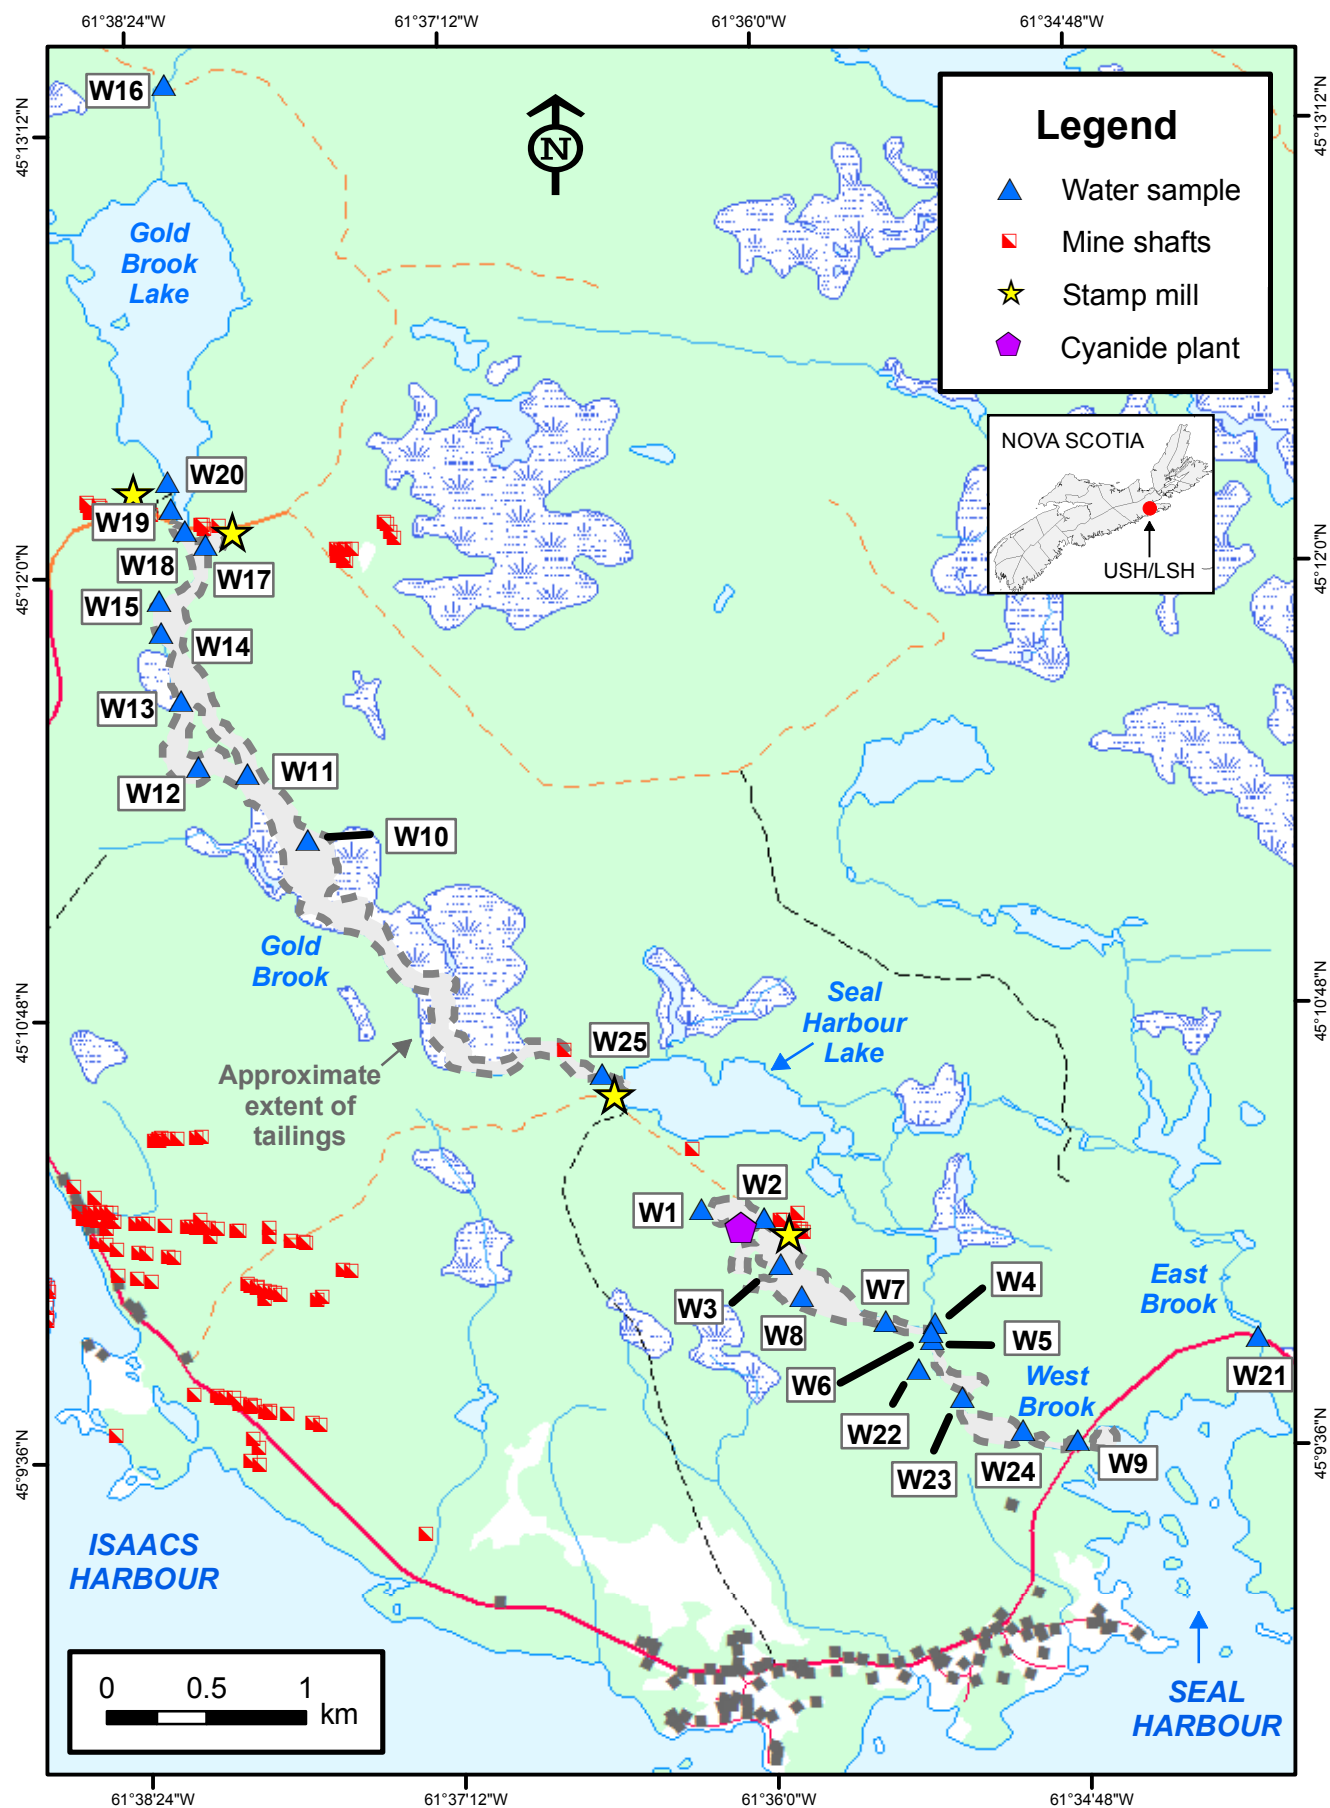 61°38'24"W
61°37'12"W
61°36'0"W
61°34'48"W
45°13'12"N
45°13'12"N
W16
N
Legend
Water sample
Mine shafts
Stamp mill
Cyanide plant
Gold
Brook
Lake
NOVA SCOTIA
USH/LSH
W20
W19
W18
W17
45°12'0"N
45°12'0"N
W15
W14
W13
W12
W11
W10
Gold
Brook
45°10'48"N
45°10'48"N
Seal
Harbour
Lake
W25
Approximate
extent of
tailings
W2
W1
W3
W8
W7
W4
W5
W6
East
Brook
W21
West
Brook
W22
W23
W24
W9
45°9'36"N
45°9'36"N
ISAACS
HARBOUR
SEAL
HARBOUR
0 0.5 1
km
61°38'24"W
61°37'12"W
61°36'0"W
61°34'48"W